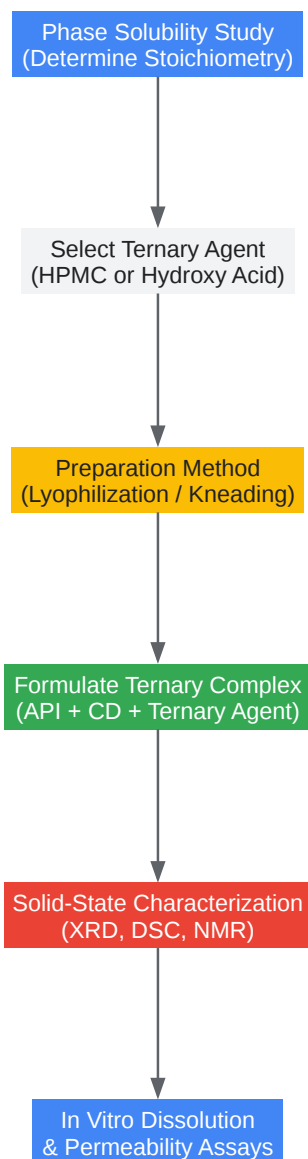 Phase Solubility Study
(Determine Stoichiometry)
Select Ternary Agent
(HPMC or Hydroxy Acid)
Preparation Method
(Lyophilization / Kneading)
Formulate Ternary Complex
(API + CD + Ternary Agent)
Solid-State Characterization
(XRD, DSC, NMR)
In Vitro Dissolution
& Permeability Assays